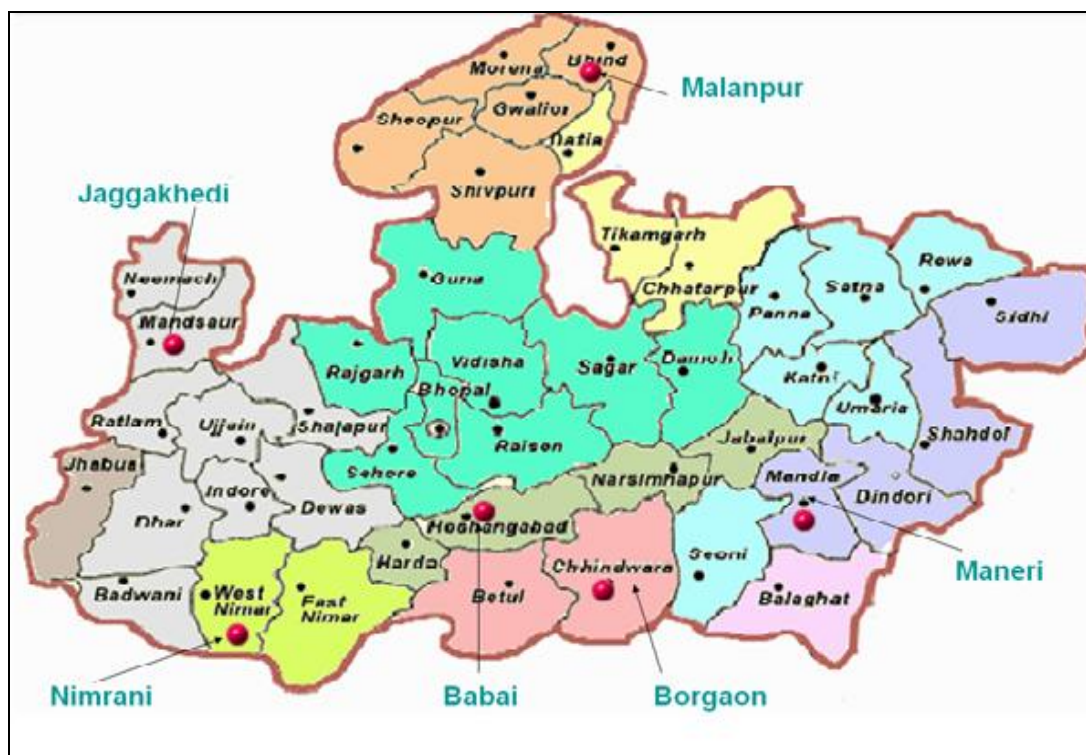 Bhind
Morena
Malanpur
Gwalior
Sheopur
Datia
Shivpuri
Jaggakhedi
Tikamgarh
Neemach
Rewa
Guna
Chhatarpur
Satna
Panna
Sidhi
Mandsaur
Vidisha
Sagar
Damoh
Rajgarh
Katni
Bhopal
Umaria
Ratlam
Ujjain
Shajapur
Raisen
Jabalpur
Shahdol
Jhabua
Sehore
Narsimhapur
Mandla
Indore
Dindori
Dhar
Dewas
Hoshangabad
Harda
Chhindwara
Seoni
Maneri
Badwani
West
Nimar
East
Nimar
Betul
Balaghat
Nimrani
Babai
Borgaon